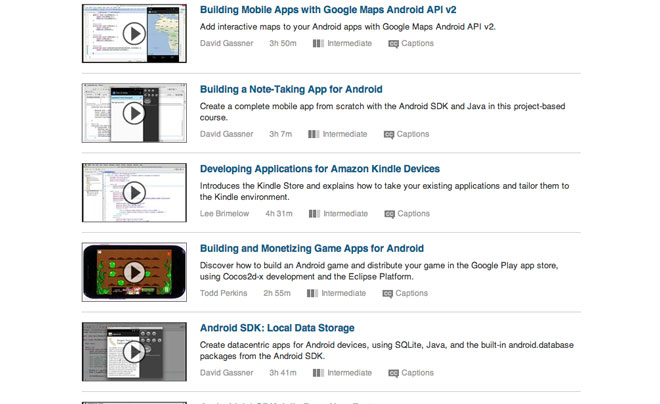 Building Mobile Apps with Google Maps Android API v2
Add interactive maps to your Android apps with Google Maps Android API v2.
David Gassner 3h 50m Intermediate cc Captions
Building a Note-Taking App for Android
Create a complete mobile app from scratch with the Android SDK and Java in this project-based
course.
David Gassner 3h 7m Intermediate cc Captions
Developing Applications for Amazon Kindle Devices
Introduces the Kindle Store and explains how to take your existing applications and tailor them to
the Kindle environment.
Lee Brimelow 4h 31m Intermediate cc Captions
Building and Monetizing Game Apps for Android
Discover how to build an Android game and distribute your game in the Google Play app store,
using Cocos2d-x development and the Eclipse Platform.
Todd Perkins 2h 55m Intermediate cc Captions
Android SDK: Local Data Storage
Create datacentric apps for Android devices, using SQLite, Java, and the built-in android.database
packages from the Android SDK.
David Gassner 3h 41m Intermediate cc Captions